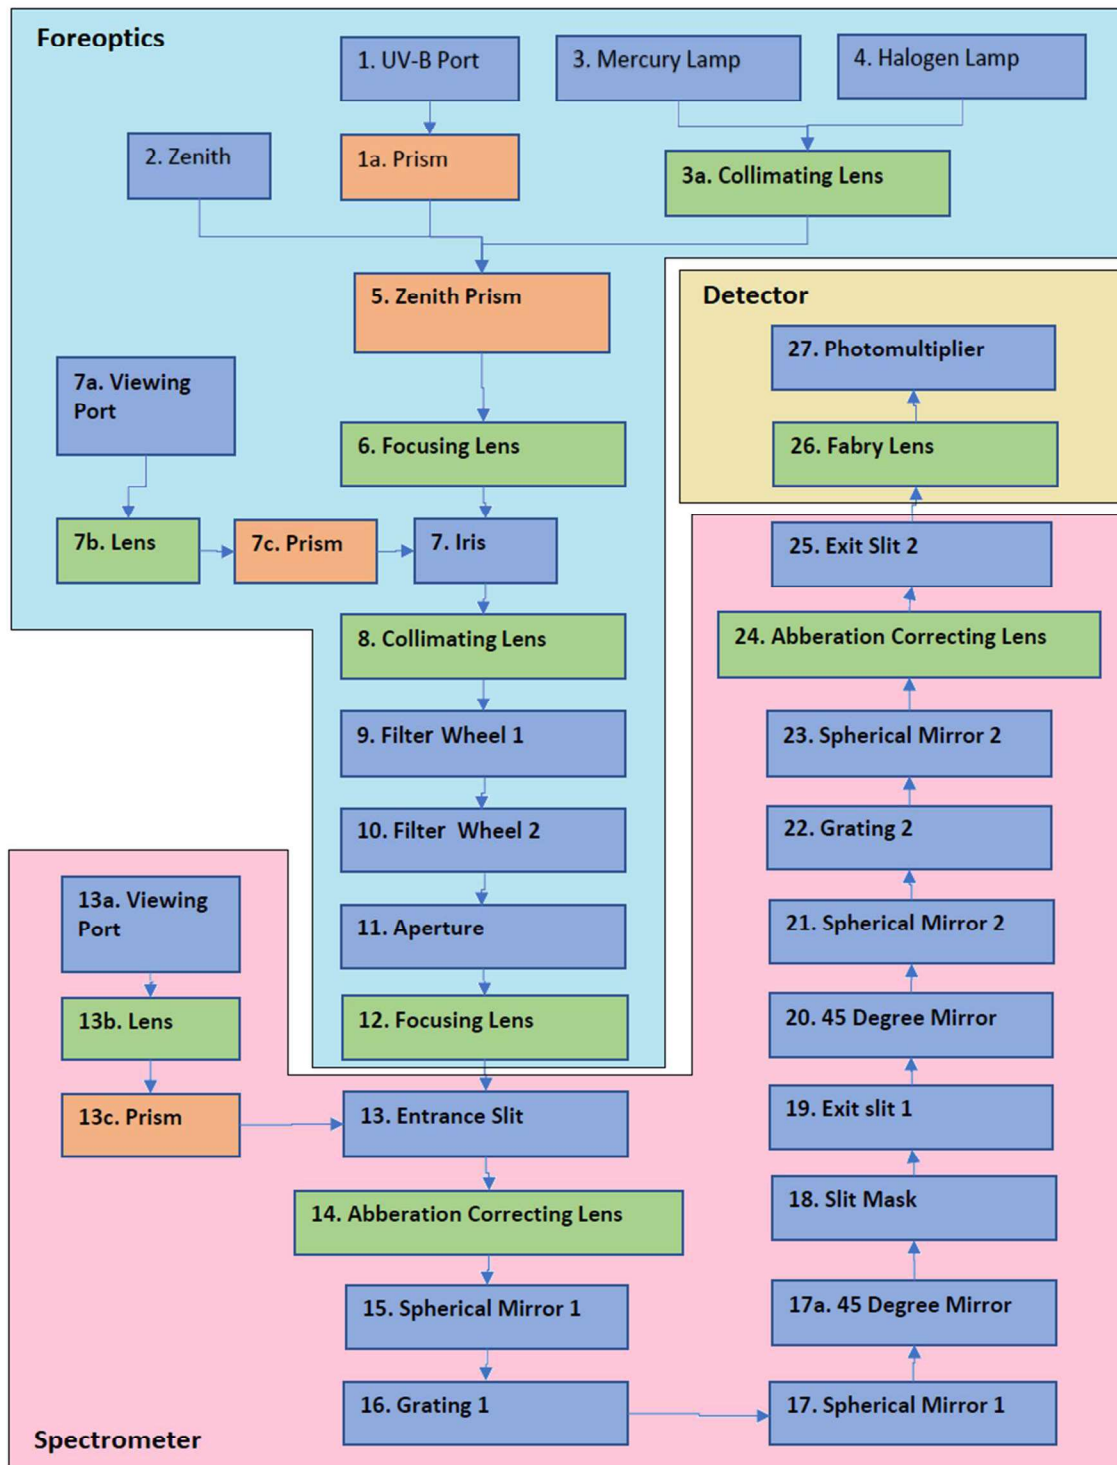 Foreoptics
1. UV-B Port
3. Mercury Lamp
4. Halogen Lamp
2. Zenith
1a. Prism
3a. Collimating Lens
5. Zenith Prism
Detector
27. Photomultiplier
7a. Viewing
Port
6. Focusing Lens
26. Fabry Lens
7b. Lens
7c. Prism
7. Iris
25. Exit Slit 2
8. Collimating Lens
24. Abberation Correcting Lens
9. Filter Wheel 1
23. Spherical Mirror 2
10. Filter Wheel 2
22. Grating 2
13a. Viewing
Port
11. Aperture
21. Spherical Mirror 2
13b. Lens
12. Focusing Lens
20. 45 Degree Mirror
13c. Prism
13. Entrance Slit
19. Exit slit 1
14. Abberation Correcting Lens
18. Slit Mask
15. Spherical Mirror 1
17a. 45 Degree Mirror
16. Grating 1
17. Spherical Mirror 1
Spectrometer